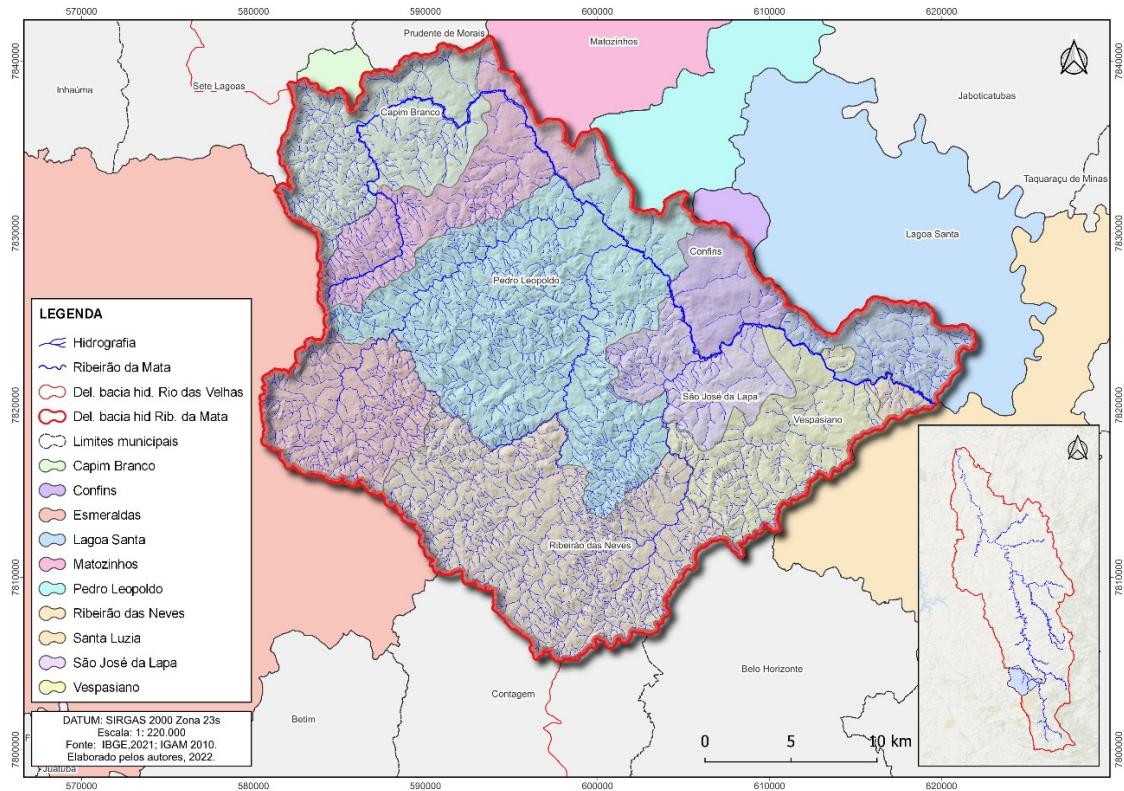 570000
580000
590000
600000
610000
620000
7840000
7830000
7820000
7810000
7800000
7840000
7830000
7820000
7810000
7800000
Prudente de Morais
Matozinhos
Inhaúma
Sete Lagoas
Jaboticatubas
Capim Branco
Taquaraçu de Minas
Lagoa Santa
Confins
Pedro Leopoldo
São José da Lapa
Vespasiano
Ribeirão das Neves
Belo Horizonte
Contagem
Betim
Juatuba
F
N
LEGENDA
Hidrografia
Ribeirão da Mata
Del. bacia hid. Rio das Velhas
Del. bacia hid Rib. da Mata
Limites municipais
Capim Branco
Confins
Esmeraldas
Lagoa Santa
Matozinhos
Pedro Leopoldo
Ribeirão das Neves
Santa Luzia
São José da Lapa
Vespasiano
DATUM: SIRGAS 2000 Zona 23s
Escala: 1: 220.000
Fonte: IBGE,2021; IGAM 2010.
Elaborado pelos autores, 2022.
0 5 10 km
570000
580000
590000
600000
610000
620000